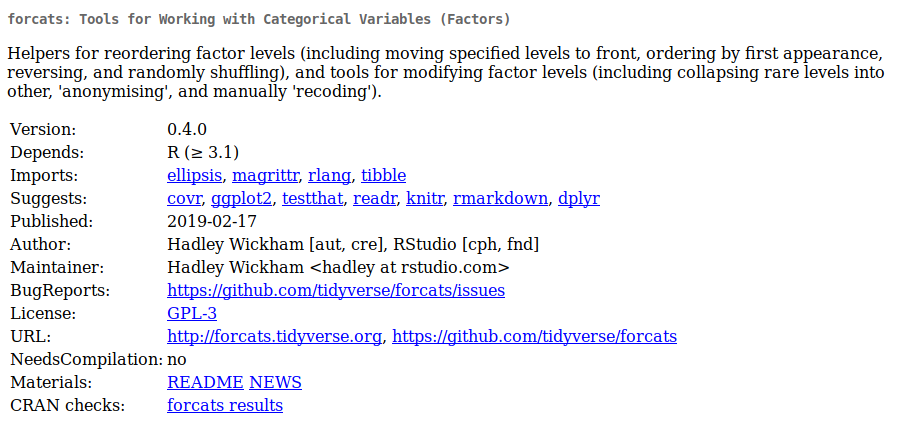 forcats: Tools for Working with Categorical Variables (Factors)
Helpers for reordering factor levels (including moving specified levels to front, ordering by first appearance,
reversing, and randomly shuffling), and tools for modifying factor levels (including collapsing rare levels into
other, 'anonymising', and manually 'recoding').
Version: 0.4.0
Depends: R (≥ 3.1)
Imports: ellipsis, magrittr, rlang, tibble
Suggests: covr, ggplot2, testthat, readr, knitr, rmarkdown, dplyr
Published: 2019-02-17
Author: Hadley Wickham [aut, cre], RStudio [cph, fnd]
Maintainer: Hadley Wickham <hadley at rstudio.com>
BugReports: https://github.com/tidyverse/forcats/issues
License: GPL-3
URL: http://forcats.tidyverse.org, https://github.com/tidyverse/forcats
NeedsCompilation: no
Materials: README NEWS
CRAN checks: forcats results